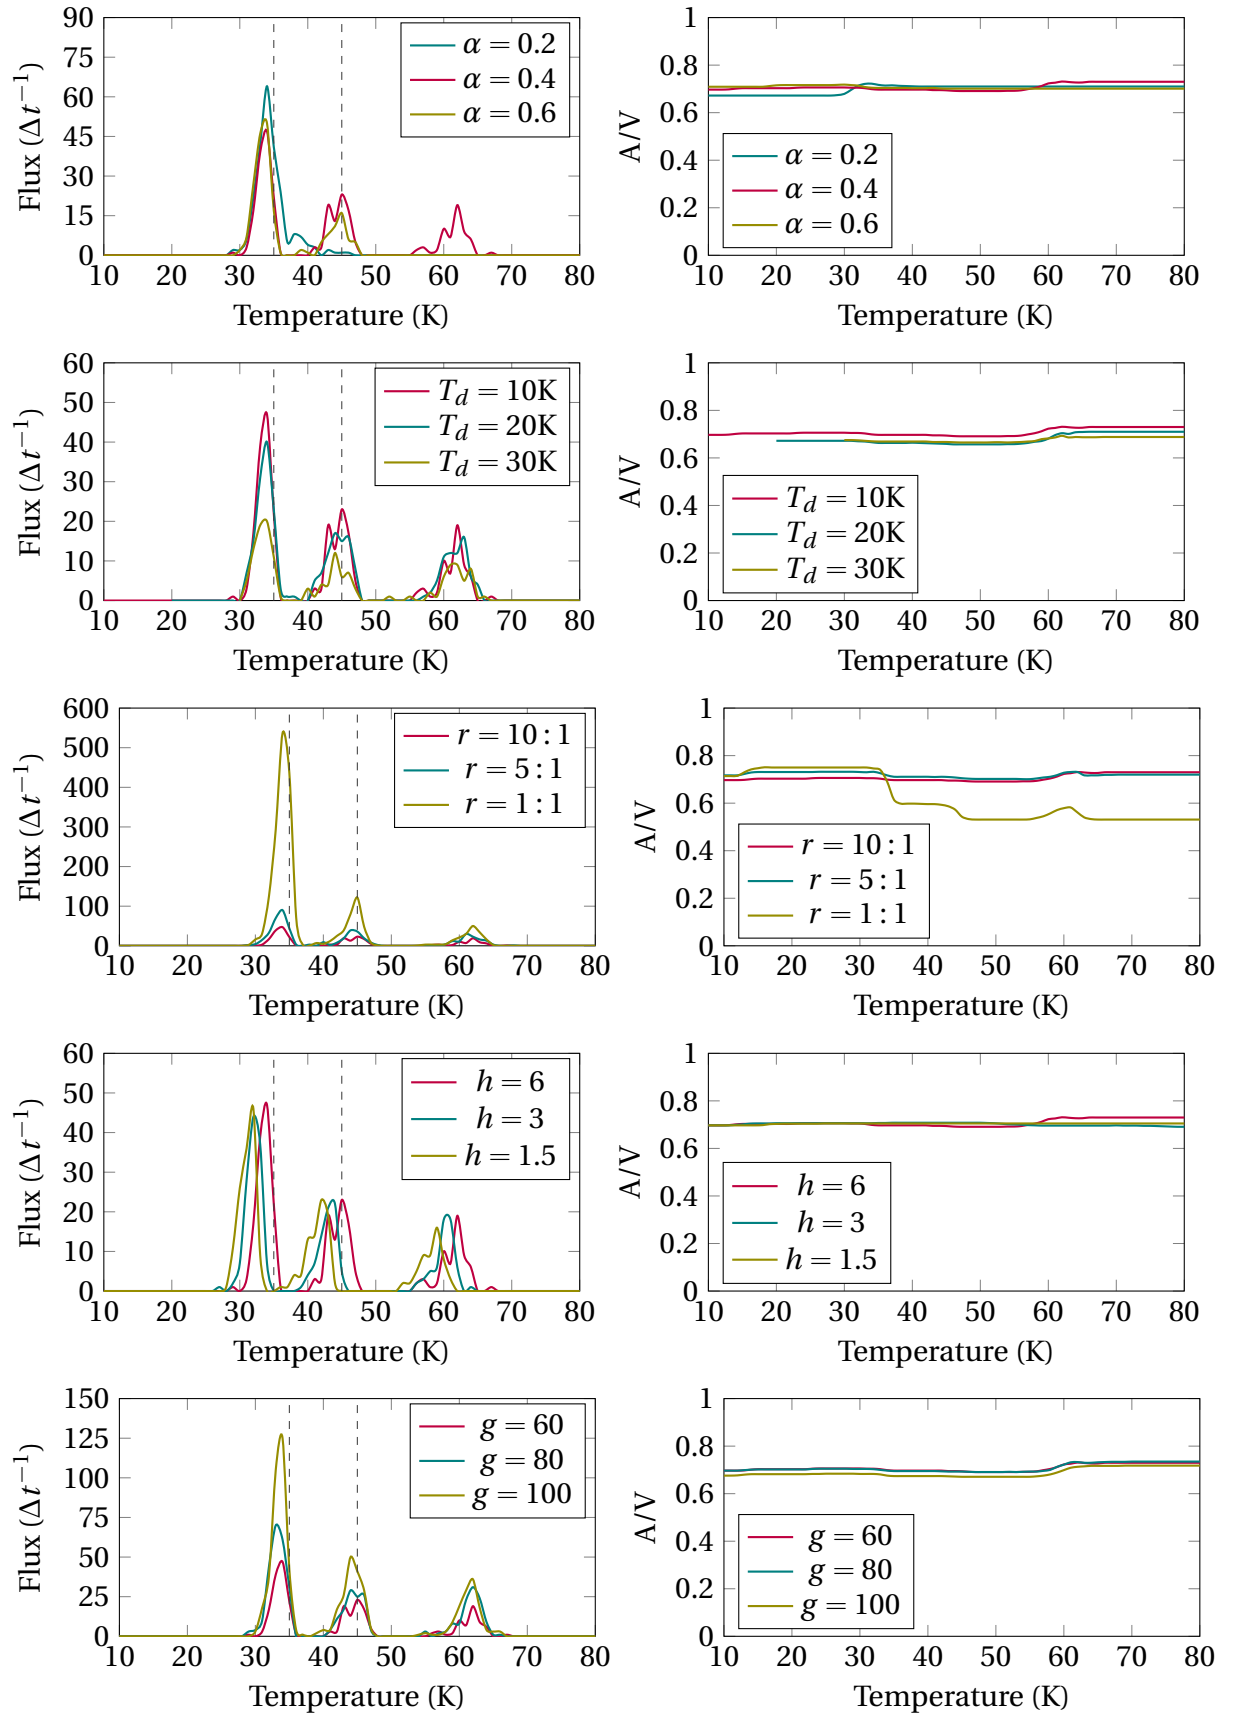 90
75
60
45
30
15
0
10 20 30 40 50 60 70 80
Flux (Δt⁻¹)
Temperature (K)
α = 0.2
α = 0.4
α = 0.6
1
0.8
0.6
0.4
0.2
0
10 20 30 40 50 60 70 80
A/V
Temperature (K)
α = 0.2
α = 0.4
α = 0.6
60
50
40
30
20
10
0
10 20 30 40 50 60 70 80
Flux (Δt⁻¹)
Temperature (K)
T_d = 10K
T_d = 20K
T_d = 30K
1
0.8
0.6
0.4
0.2
0
10 20 30 40 50 60 70 80
A/V
Temperature (K)
T_d = 10K
T_d = 20K
T_d = 30K
600
500
400
300
200
100
0
10 20 30 40 50 60 70 80
Flux (Δt⁻¹)
Temperature (K)
r = 10 : 1
r = 5 : 1
r = 1 : 1
1
0.8
0.6
0.4
0.2
0
10 20 30 40 50 60 70 80
A/V
Temperature (K)
r = 10 : 1
r = 5 : 1
r = 1 : 1
60
50
40
30
20
10
0
10 20 30 40 50 60 70 80
Flux (Δt⁻¹)
Temperature (K)
h = 6
h = 3
h = 1.5
1
0.8
0.6
0.4
0.2
0
10 20 30 40 50 60 70 80
A/V
Temperature (K)
h = 6
h = 3
h = 1.5
150
125
100
75
50
25
0
10 20 30 40 50 60 70 80
Flux (Δt⁻¹)
Temperature (K)
g = 60
g = 80
g = 100
1
0.8
0.6
0.4
0.2
0
10 20 30 40 50 60 70 80
A/V
Temperature (K)
g = 60
g = 80
g = 100